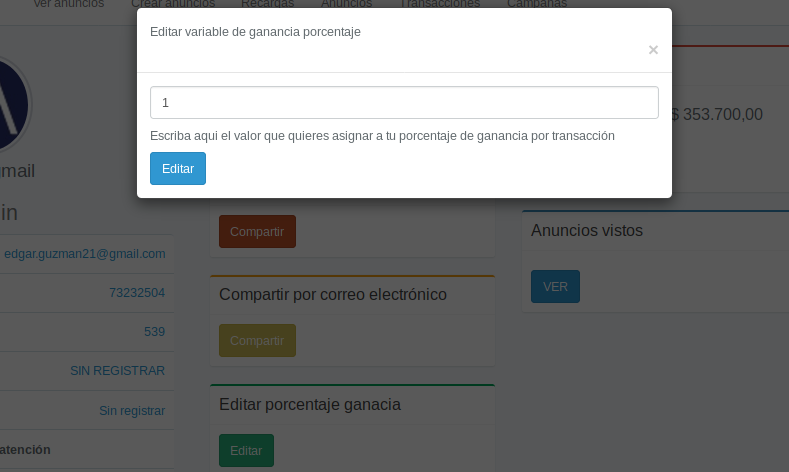 Ver anuncios Crear anuncios Recargas Anuncios Transacciones Campañas
Editar variable de ganancia porcentaje
×
1
Escriba aqui el valor que quieres asignar a tu porcentaje de ganancia por transacción
Editar
$ 353.700,00
gmail
in
edgar.guzman21@gmail.com
73232504
539
SIN REGISTRAR
Sin registrar
atención
Compartir
Compartir por correo electrónico
Compartir
Editar porcentaje ganacia
Editar
Anuncios vistos
VER